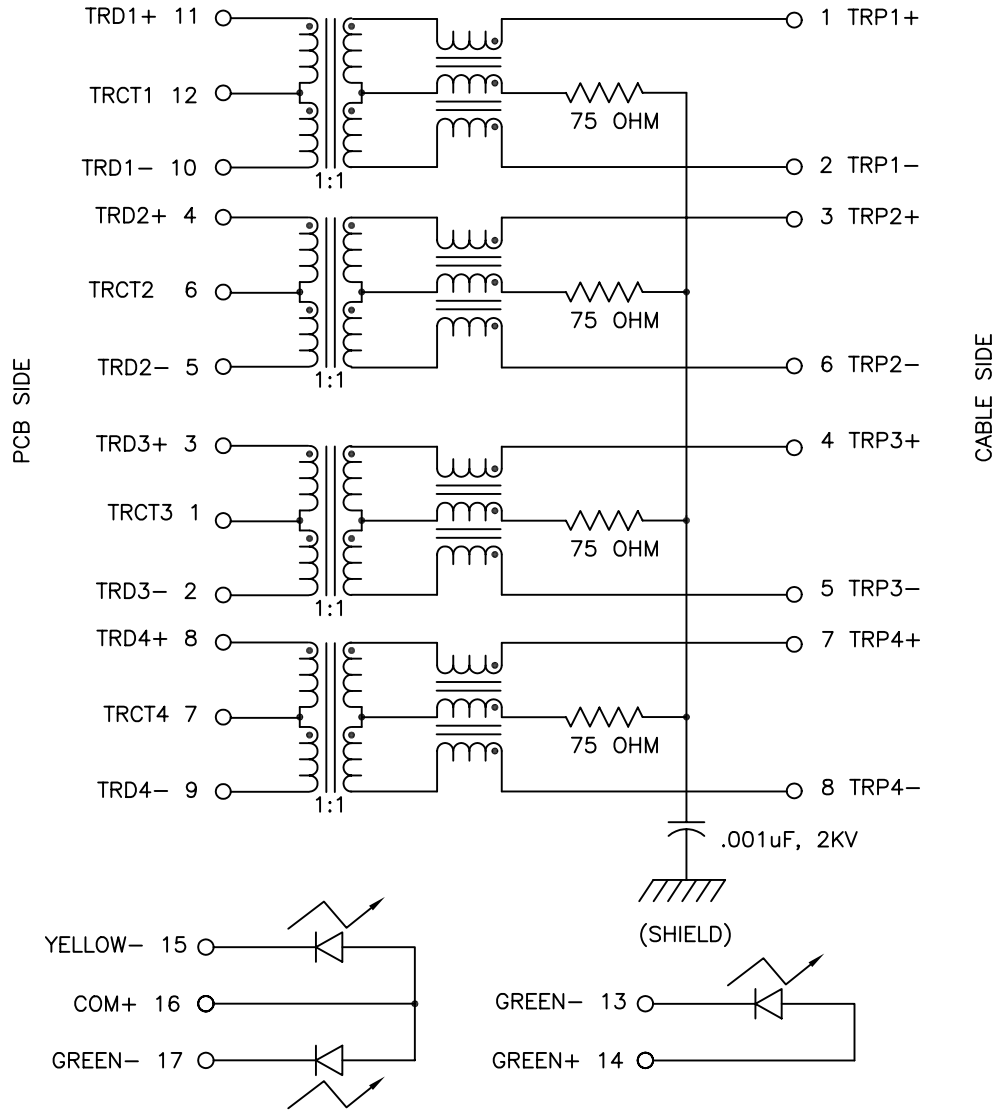 TRD1+ 11
1 TRP1+
TRCT1 12
75 OHM
TRD1− 10
2 TRP1−
1:1
TRD2+ 4
3 TRP2+
TRCT2 6
75 OHM
TRD2− 5
6 TRP2−
1:1
PCB SIDE
CABLE SIDE
TRD3+ 3
4 TRP3+
TRCT3 1
75 OHM
TRD3− 2
5 TRP3−
1:1
TRD4+ 8
7 TRP4+
TRCT4 7
75 OHM
TRD4− 9
8 TRP4−
1:1
.001uF, 2KV
(SHIELD)
YELLOW− 15
COM+ 16
GREEN− 17
GREEN− 13
GREEN+ 14